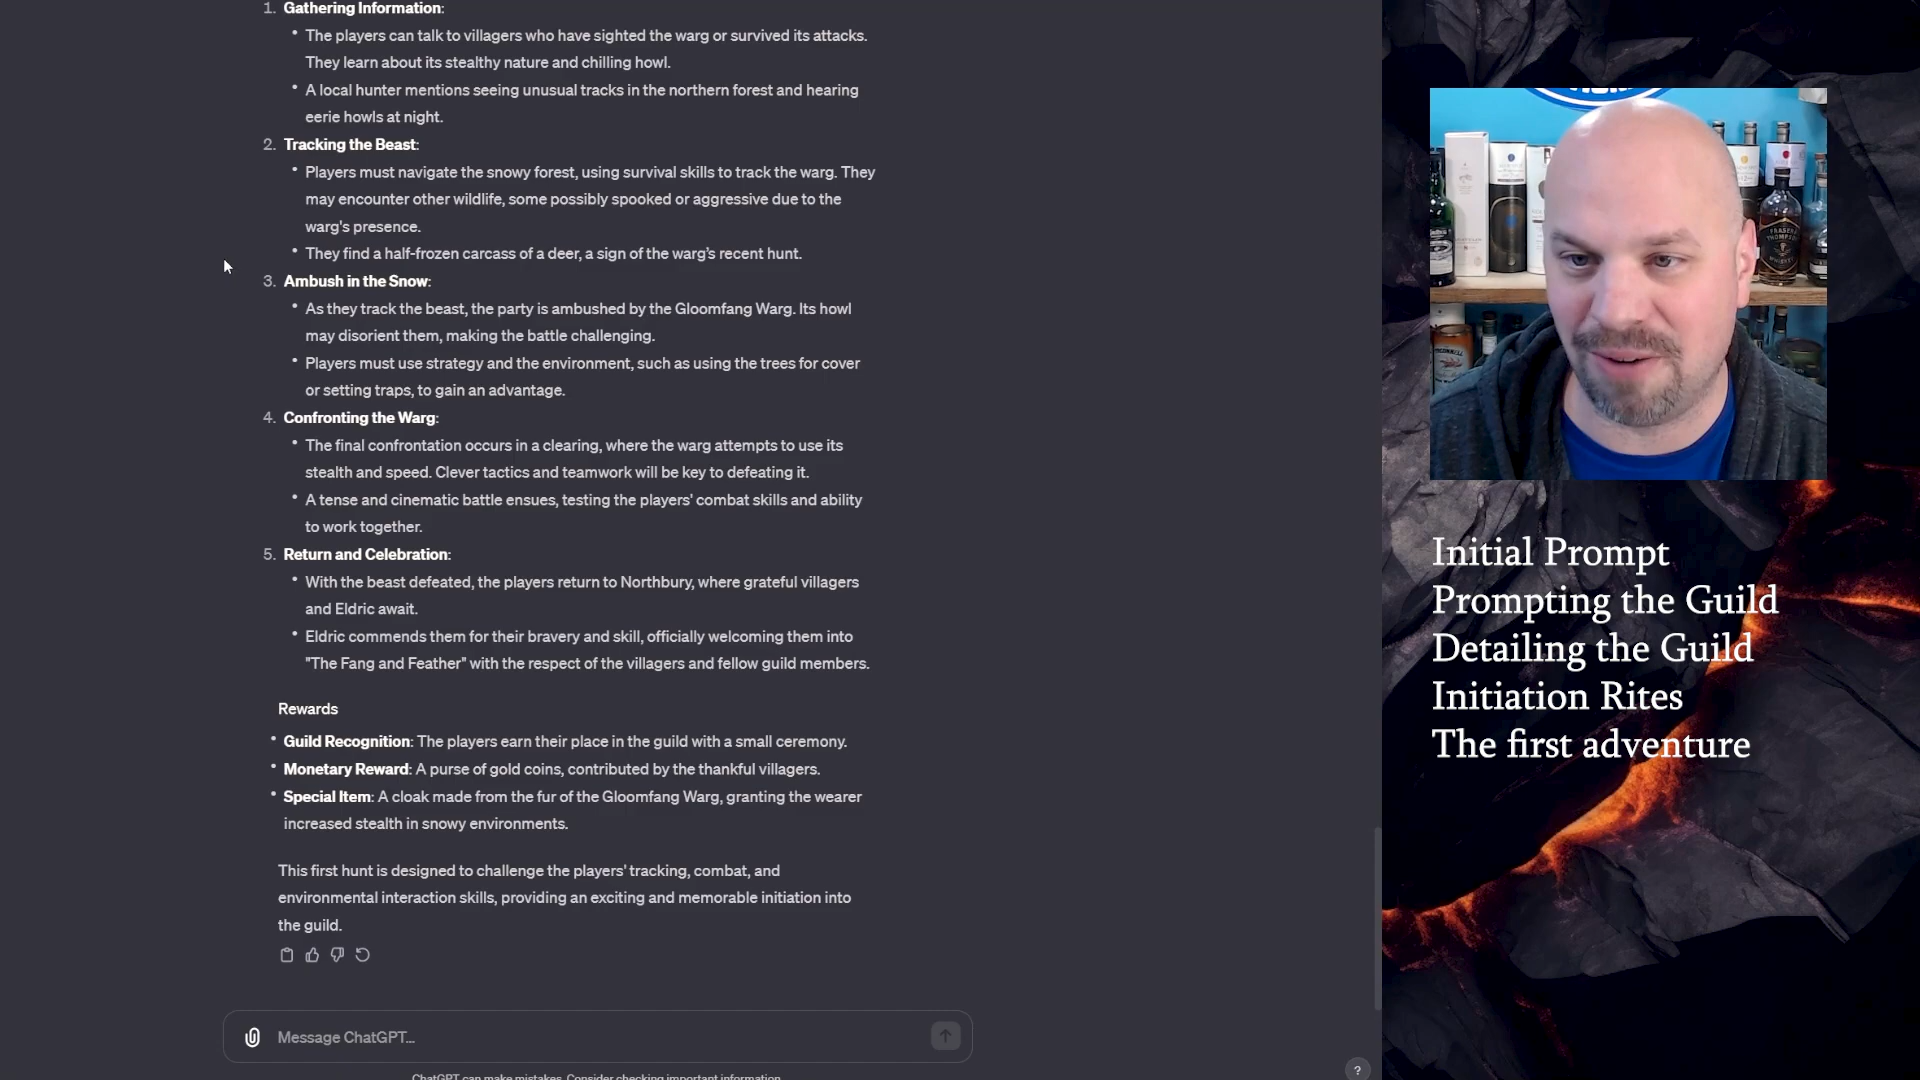 1. Gathering Information:
• The players can talk to villagers who have sighted the warg or survived its attacks.
They learn about its stealthy nature and chilling howl.
• A local hunter mentions seeing unusual tracks in the northern forest and hearing
eerie howls at night.
2. Tracking the Beast:
• Players must navigate the snowy forest, using survival skills to track the warg. They
may encounter other wildlife, some possibly spooked or aggressive due to the
warg's presence.
• They find a half-frozen carcass of a deer, a sign of the warg’s recent hunt.
3. Ambush in the Snow:
• As they track the beast, the party is ambushed by the Gloomfang Warg. Its howl
may disorient them, making the battle challenging.
• Players must use strategy and the environment, such as using the trees for cover
or setting traps, to gain an advantage.
4. Confronting the Warg:
• The final confrontation occurs in a clearing, where the warg attempts to use its
stealth and speed. Clever tactics and teamwork will be key to defeating it.
• A tense and cinematic battle ensues, testing the players' combat skills and ability
to work together.
5. Return and Celebration:
• With the beast defeated, the players return to Northbury, where grateful villagers
and Eldric await.
• Eldric commends them for their bravery and skill, officially welcoming them into
"The Fang and Feather" with the respect of the villagers and fellow guild members.
Rewards
• Guild Recognition: The players earn their place in the guild with a small ceremony.
• Monetary Reward: A purse of gold coins, contributed by the thankful villagers.
• Special Item: A cloak made from the fur of the Gloomfang Warg, granting the wearer
increased stealth in snowy environments.
This first hunt is designed to challenge the players' tracking, combat, and
environmental interaction skills, providing an exciting and memorable initiation into
the guild.
Message ChatGPT...
ChatGPT can make mistakes. Consider checking important information.
?
FRASER
THOMPSON
WHISKEY
Initial Prompt
Prompting the Guild
Detailing the Guild
Initiation Rites
The first adventure